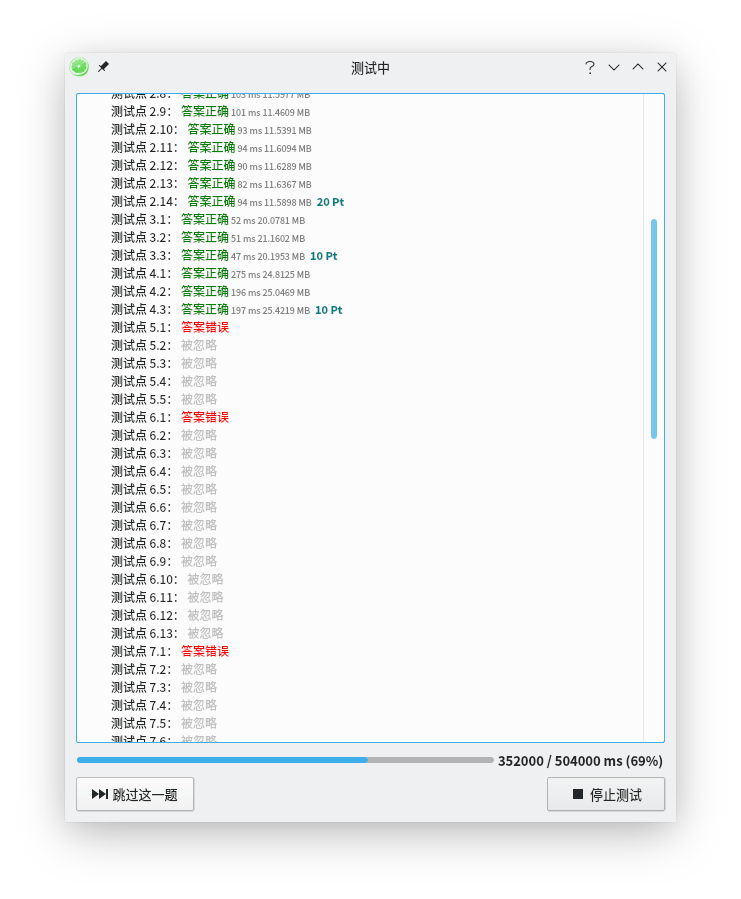 测试中
测试点 2.8： 答案正确 103 ms 11.5977 MB
测试点 2.9： 答案正确 101 ms 11.4609 MB
测试点 2.10： 答案正确 93 ms 11.5391 MB
测试点 2.11： 答案正确 94 ms 11.6094 MB
测试点 2.12： 答案正确 90 ms 11.6289 MB
测试点 2.13： 答案正确 82 ms 11.6367 MB
测试点 2.14： 答案正确 94 ms 11.5898 MB 20 Pt
测试点 3.1： 答案正确 52 ms 20.0781 MB
测试点 3.2： 答案正确 51 ms 21.1602 MB
测试点 3.3： 答案正确 47 ms 20.1953 MB 10 Pt
测试点 4.1： 答案正确 275 ms 24.8125 MB
测试点 4.2： 答案正确 196 ms 25.0469 MB
测试点 4.3： 答案正确 197 ms 25.4219 MB 10 Pt
测试点 5.1： 答案错误
测试点 5.2： 被忽略
测试点 5.3： 被忽略
测试点 5.4： 被忽略
测试点 5.5： 被忽略
测试点 6.1： 答案错误
测试点 6.2： 被忽略
测试点 6.3： 被忽略
测试点 6.4： 被忽略
测试点 6.5： 被忽略
测试点 6.6： 被忽略
测试点 6.7： 被忽略
测试点 6.8： 被忽略
测试点 6.9： 被忽略
测试点 6.10： 被忽略
测试点 6.11： 被忽略
测试点 6.12： 被忽略
测试点 6.13： 被忽略
测试点 7.1： 答案错误
测试点 7.2： 被忽略
测试点 7.3： 被忽略
测试点 7.4： 被忽略
测试点 7.5： 被忽略
测试点 7.6： 被忽略
352000 / 504000 ms (69%)
跳过这一题
停止测试